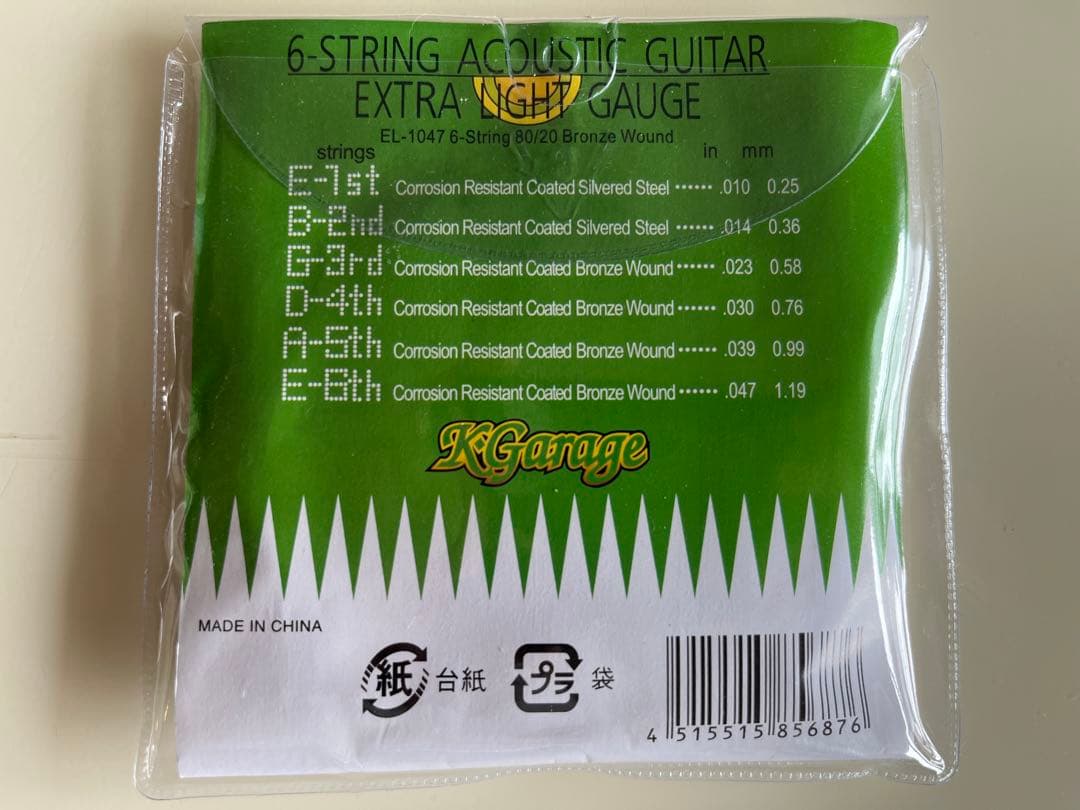 6-STRING ACOUSTIC GUITAR
EXTRA LIGHT GAUGE
EL-1047 6-String 80/20 Bronze Wound
strings in mm
E-1st Corrosion Resistant Coated Silvered Steel ······ .010 0.25
B-2nd Corrosion Resistant Coated Silvered Steel ······ .014 0.36
G-3rd Corrosion Resistant Coated Bronze Wound ······ .023 0.58
D-4th Corrosion Resistant Coated Bronze Wound ······ .030 0.76
A-5th Corrosion Resistant Coated Bronze Wound ······ .039 0.99
E-6th Corrosion Resistant Coated Bronze Wound ······ .047 1.19
K·Garage
MADE IN CHINA
紙 台紙 プラ 袋
4 515515 856876